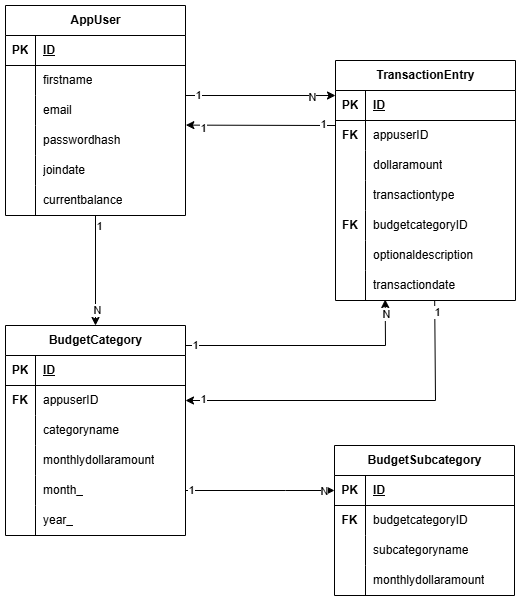 AppUser
PK ID
firstname
email
passwordhash
joindate
currentbalance
1 N
1 1
TransactionEntry
PK ID
FK appuserID
dollaramount
transactiontype
FK budgetcategoryID
optionaldescription
transactiondate
1
N
BudgetCategory
PK ID
FK appuserID
categoryname
monthlydollaramount
month_
year_
1 N
1 1
1 N
BudgetSubcategory
PK ID
FK budgetcategoryID
subcategoryname
monthlydollaramount